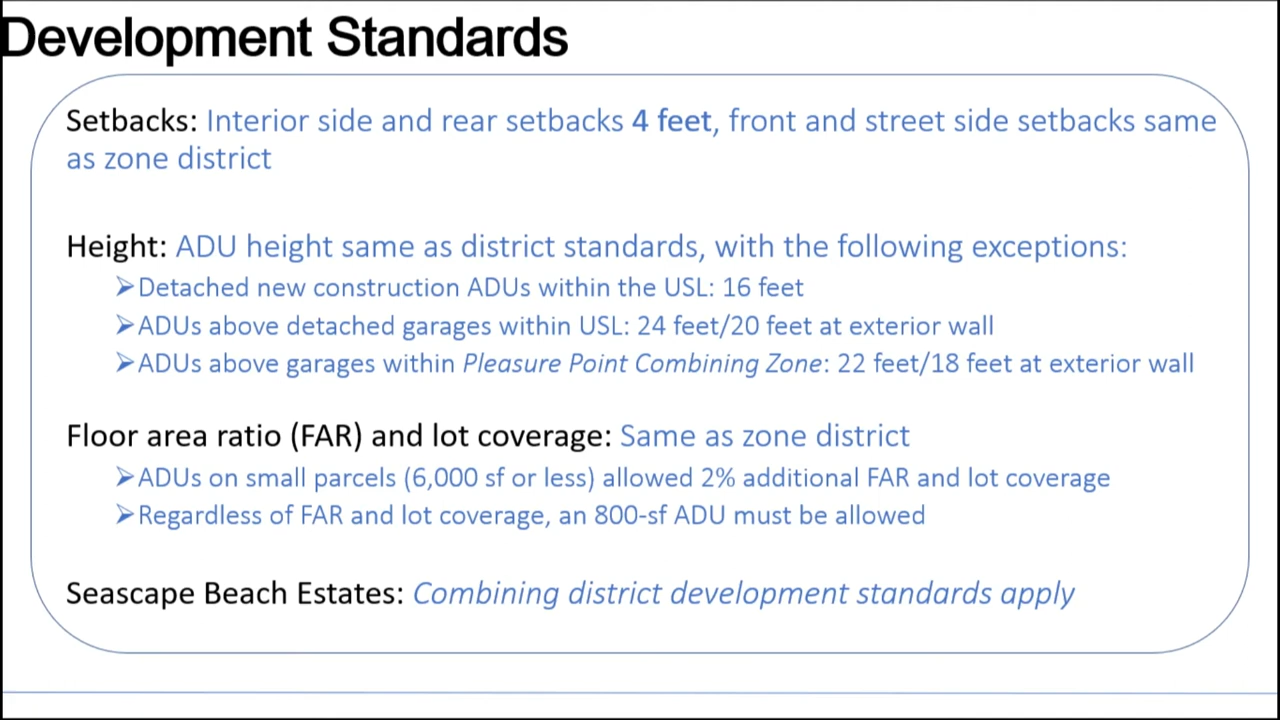 Development Standards
Setbacks: Interior side and rear setbacks 4 feet, front and street side setbacks same
as zone district
Height: ADU height same as district standards, with the following exceptions:
➢Detached new construction ADUs within the USL: 16 feet
➢ADUs above detached garages within USL: 24 feet/20 feet at exterior wall
➢ADUs above garages within Pleasure Point Combining Zone: 22 feet/18 feet at exterior wall
Floor area ratio (FAR) and lot coverage: Same as zone district
➢ADUs on small parcels (6,000 sf or less) allowed 2% additional FAR and lot coverage
➢Regardless of FAR and lot coverage, an 800-sf ADU must be allowed
Seascape Beach Estates: Combining district development standards apply